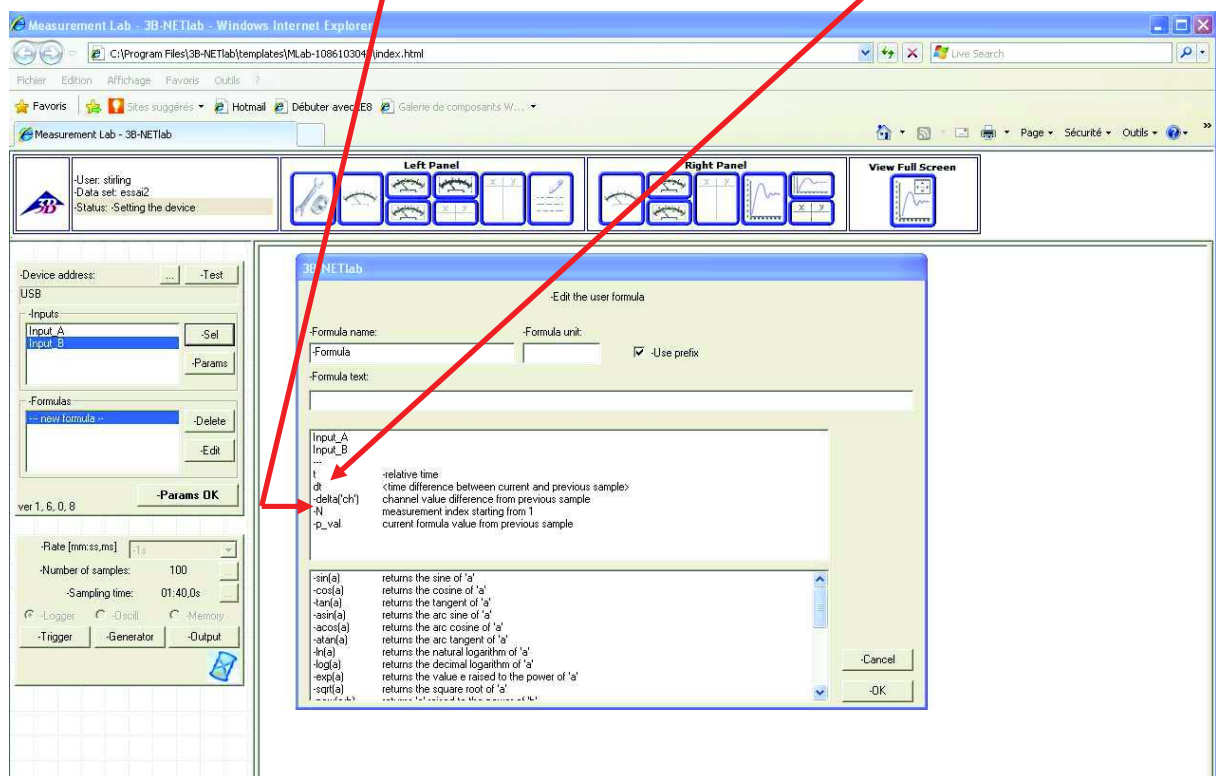 Measurement Lab - 3B-NETlab - Windows Internet Explorer
C:\Program Files\3B-NETlab\templates\MLab-1086103045\index.html
Live Search
Fichier Edition Affichage Favoris Outils ?
Favoris Sites suggérés Hotmail Débuter avec IE8 Galerie de composants W...
Measurement Lab - 3B-NETlab
Page Sécurité Outils
Left Panel
Right Panel
View Full Screen
3B
-User: stirling
-Data set: essai2
-Status: -Setting the device
x y
x y
x y
x y
-Device address: ... -Test
USB
-Inputs
Input_A
Input_B
-Sel
-Params
-Formulas
--- new formula --
-Delete
-Edit
-Params OK
ver 1, 6, 0, 8
-Rate [mm:ss,ms] -1s
-Number of samples: 100 ...
-Sampling time: 01:40,0s ...
-Logger -Oscill. -Memory
-Trigger -Generator -Output
3B-NETlab
-Edit the user formula
-Formula name: -Formula unit:
-Formula -Use prefix
-Formula text:
Input_A
Input_B
---
t -relative time
dt <time difference between current and previous sample>
-delta('ch') channel value difference from previous sample
-N measurement index starting from 1
-p_val current formula value from previous sample
-sin(a) returns the sine of 'a'
-cos(a) returns the cosine of 'a'
-tan(a) returns the tangent of 'a'
-asin(a) returns the arc sine of 'a'
-acos(a) returns the arc cosine of 'a'
-atan(a) returns the arc tangent of 'a'
-ln(a) returns the natural logarithm of 'a'
-log(a) returns the decimal logarithm of 'a'
-exp(a) returns the value e raised to the power of 'a'
-sqrt(a) returns the square root of 'a'
-Cancel
-OK